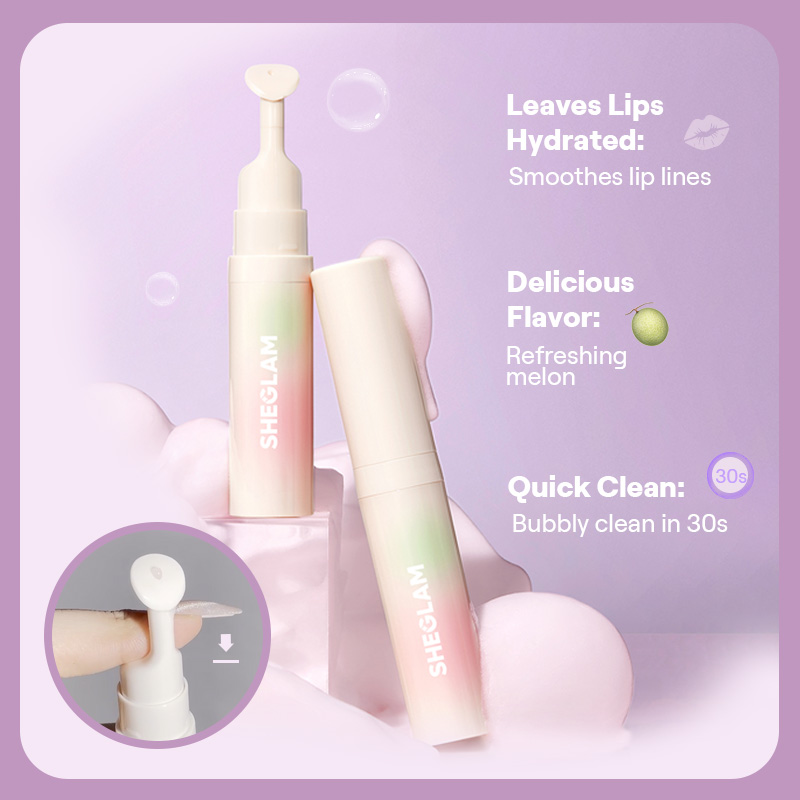 Leaves Lips
Hydrated:
Smoothes lip lines
SHEGLAM
Delicious
Flavor:
Refreshing
melon
Quick Clean:
30s
Bubbly clean in 30s
SHEGLAM